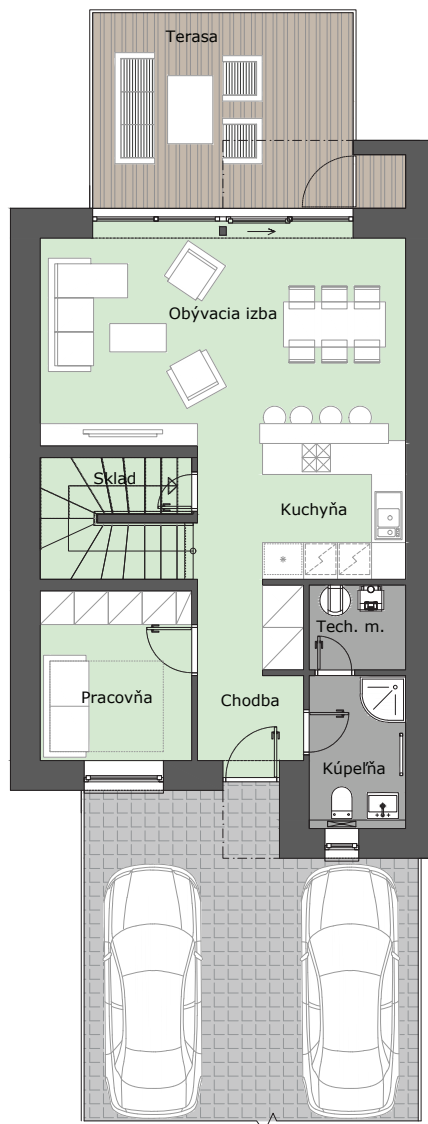 Terasa
Obývacia izba
Sklad
Kuchyňa
Tech. m.
Pracovňa
Chodba
Kúpeľňa